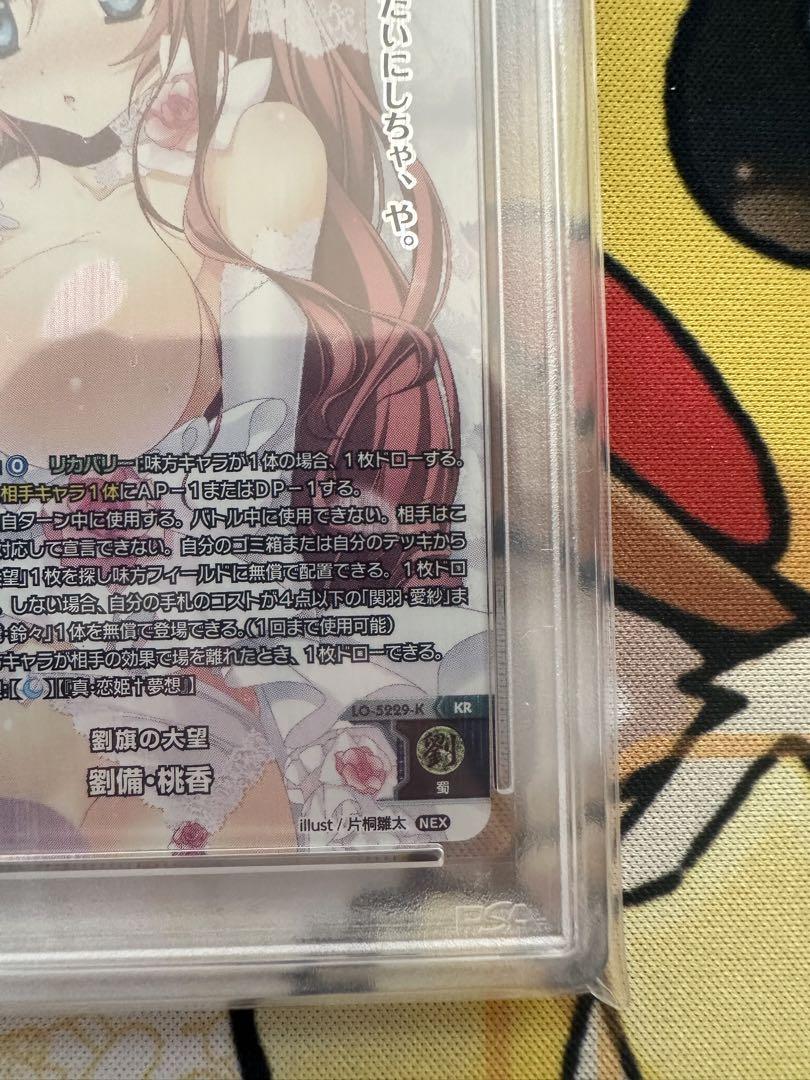 たいにしちゃ、や。
0 リカバリー:味方キャラが1体の場合、1枚ドローする。
相手キャラ1体にAP－1またはDP－1する。
自ターン中に使用する。バトル中に使用できない。相手はこ
対応して宣言できない。自分のゴミ箱または自分のデッキから
望」1枚を探し味方フィールドに無償で配置できる。1枚ドロ
。しない場合、自分の手札のコストが4点以下の「関羽・愛紗」ま
・鈴々」1体を無償で登場できる。(1回まで使用可能)
キャラが相手の効果で場を離れたとき、1枚ドローできる。
【真・恋姫†夢想】
LO-5229-K KR
劉旗の大望
劉
劉備・桃香
蜀
illust / 片桐雛太 NEX
PSA